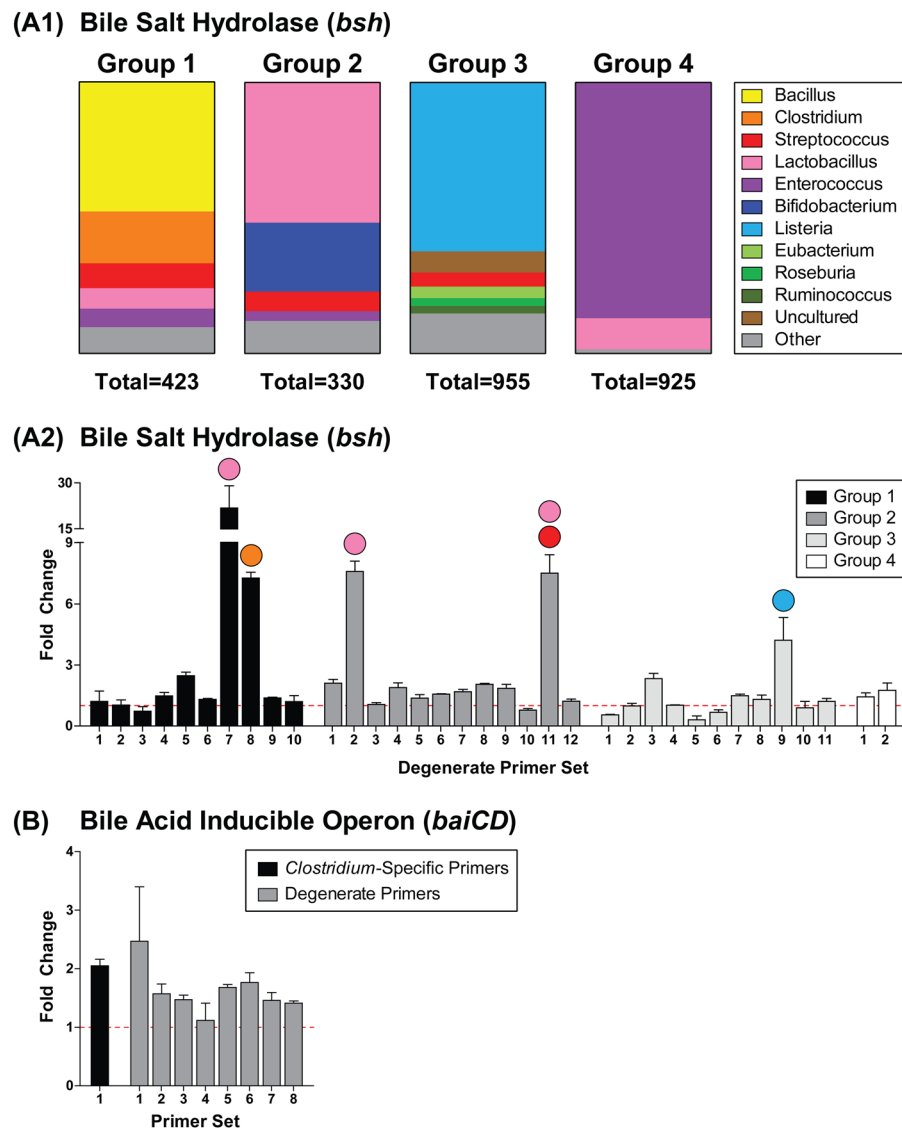 (A1) Bile Salt Hydrolase (bsh)
Group 1 Group 2 Group 3 Group 4
Bacillus
Clostridium
Streptococcus
Lactobacillus
Enterococcus
Bifidobacterium
Listeria
Eubacterium
Roseburia
Ruminococcus
Uncultured
Other
Total=423 Total=330 Total=955 Total=925
(A2) Bile Salt Hydrolase (bsh)
Group 1
Group 2
Group 3
Group 4
Fold Change
30
15
9
6
3
0
1 2 3 4 5 6 7 8 9 10 1 2 3 4 5 6 7 8 9 10 11 12 1 2 3 4 5 6 7 8 9 10 11 1 2
Degenerate Primer Set
(B) Bile Acid Inducible Operon (baiCD)
Clostridium-Specific Primers
Degenerate Primers
Fold Change
4
3
2
1
0
1 1 2 3 4 5 6 7 8
Primer Set